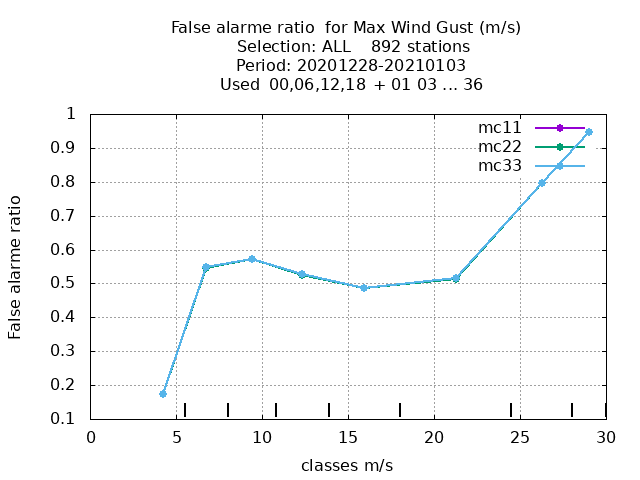 False alarme ratio  for Max Wind Gust (m/s)
Selection: ALL    892 stations
Period: 20201228-20210103
Used  00,06,12,18  + 01 03 ... 36
mc11
mc22
mc33
1
0.9
0.8
0.7
0.6
0.5
0.4
0.3
0.2
0.1
False alarme ratio
0 5 10 15 20 25 30
classes m/s